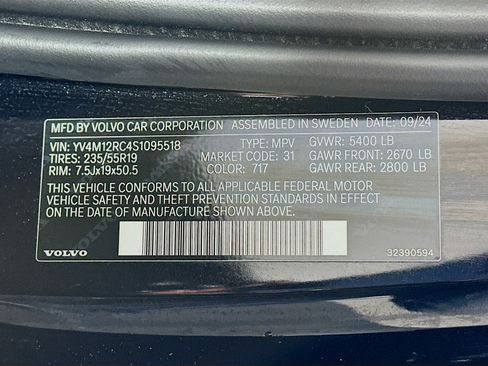 MFD BY VOLVO CAR CORPORATION ASSEMBLED IN SWEDEN DATE: 09/24
VIN: YV4M12RC4S1095518 TYPE: MPV GVWR: 5400 LB
TIRES: 235/55R19 MARKET CODE: 31 GAWR FRONT: 2670 LB
RIM: 7.5Jx19x50.5 COLOR: 717 GAWR REAR: 2800 LB
THIS VEHICLE CONFORMS TO ALL APPLICABLE FEDERAL MOTOR
VEHICLE SAFETY AND THEFT PREVENTION STANDARDS IN EFFECT
ON THE DATE OF MANUFACTURE SHOWN ABOVE.
VOLVO 32390594